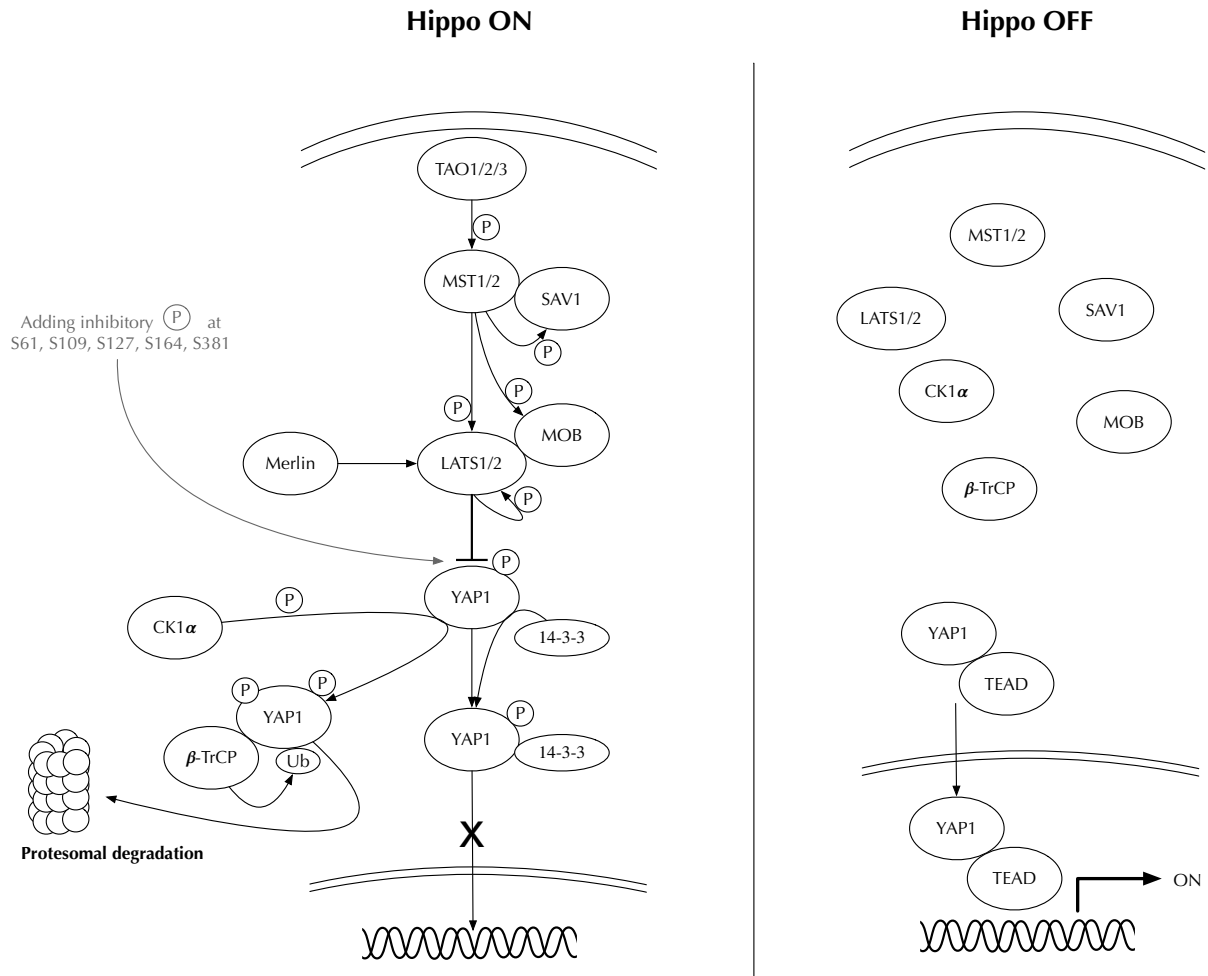 Hippo ON
Hippo OFF
TAO1/2/3
P
MST1/2
SAV1
P
P
P
Adding inhibitory P at
S61, S109, S127, S164, S381
MOB
Merlin
LATS1/2
P
P
YAP1
CK1α
P
14-3-3
P
P
YAP1
β-TrCP
Ub
P
YAP1
14-3-3
Protesomal degradation
X
MST1/2
LATS1/2
SAV1
CK1α
MOB
β-TrCP
YAP1
TEAD
YAP1
TEAD
ON